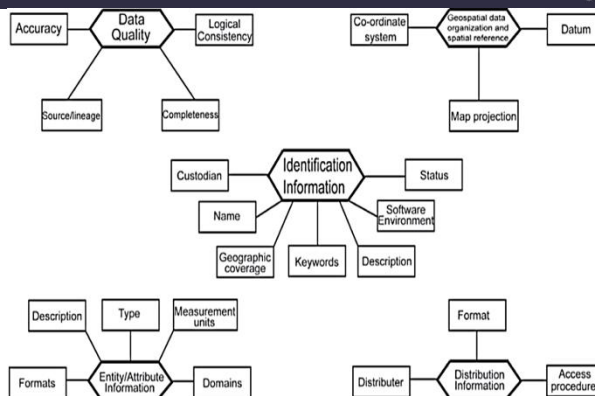 Accuracy
Data
Quality
Logical
Consistency
Source/lineage
Completeness
Co-ordinate
system
Geospatial data
organization and
spatial reference
Datum
Map projection
Custodian
Identification
Information
Status
Name
Software
Environment
Geographic
coverage
Keywords
Description
Description
Type
Measurement
units
Formats
Entity/Attribute
Information
Domains
Format
Distributer
Distribution
Information
Access
procedure